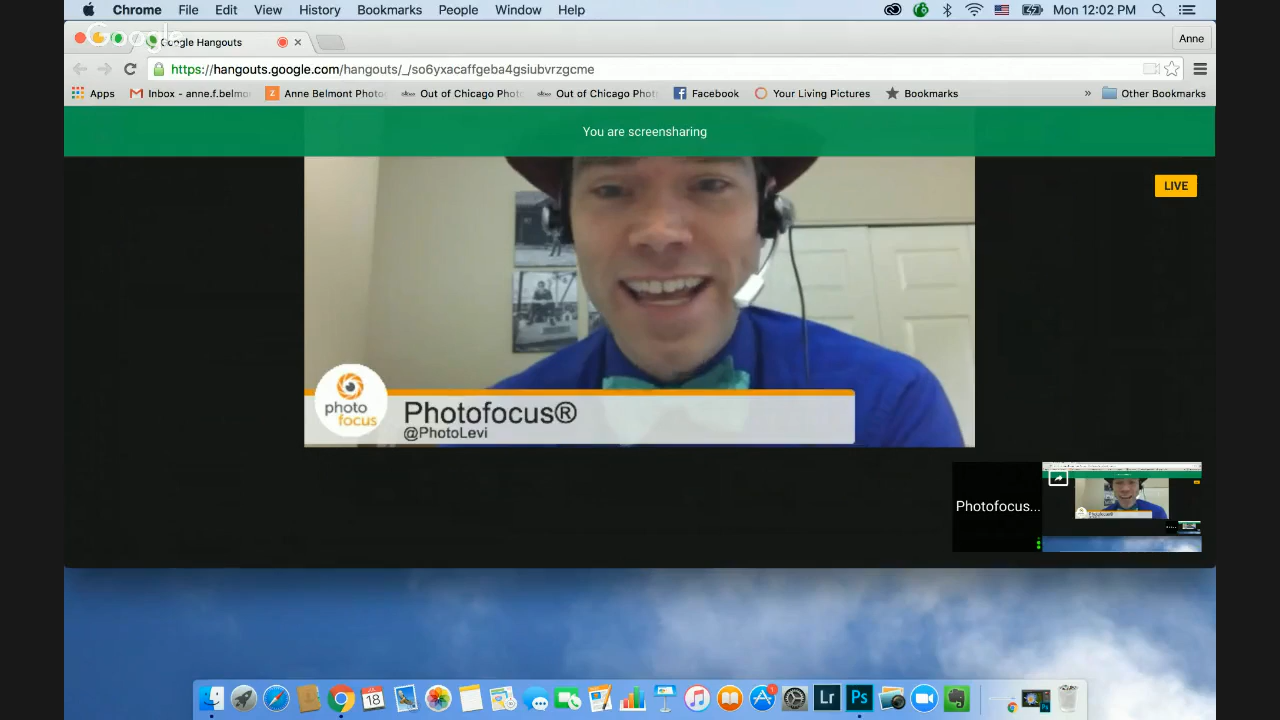 Chrome File Edit View History Bookmarks People Window Help Mon 12:02 PM
Google
Google Hangouts
Anne
https://hangouts.google.com/hangouts/_/so6yxacaffgeba4gsiubvrzgcme
Apps Inbox - anne.f.belmo Anne Belmont Photo Out of Chicago Phot Out of Chicago Phot Facebook Your Living Pictures Bookmarks » Other Bookmarks
You are screensharing
LIVE
photo
focus
Photofocus®
@PhotoLevi
Photofocus...
18
1
Lr Ps